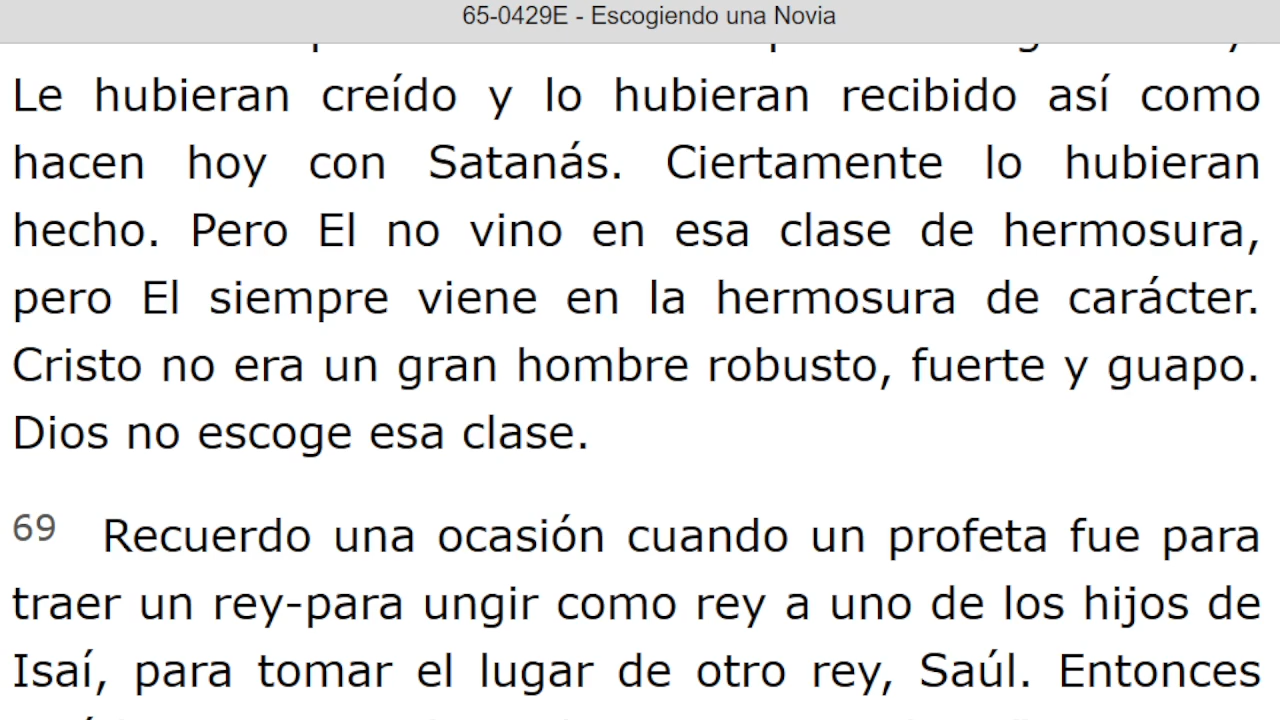 65-0429E - Escogiendo una Novia
Le hubieran creído y lo hubieran recibido así como
hacen hoy con Satanás. Ciertamente lo hubieran
hecho. Pero El no vino en esa clase de hermosura,
pero El siempre viene en la hermosura de carácter.
Cristo no era un gran hombre robusto, fuerte y guapo.
Dios no escoge esa clase.
69 Recuerdo una ocasión cuando un profeta fue para
traer un rey-para ungir como rey a uno de los hijos de
Isaí, para tomar el lugar de otro rey, Saúl. Entonces